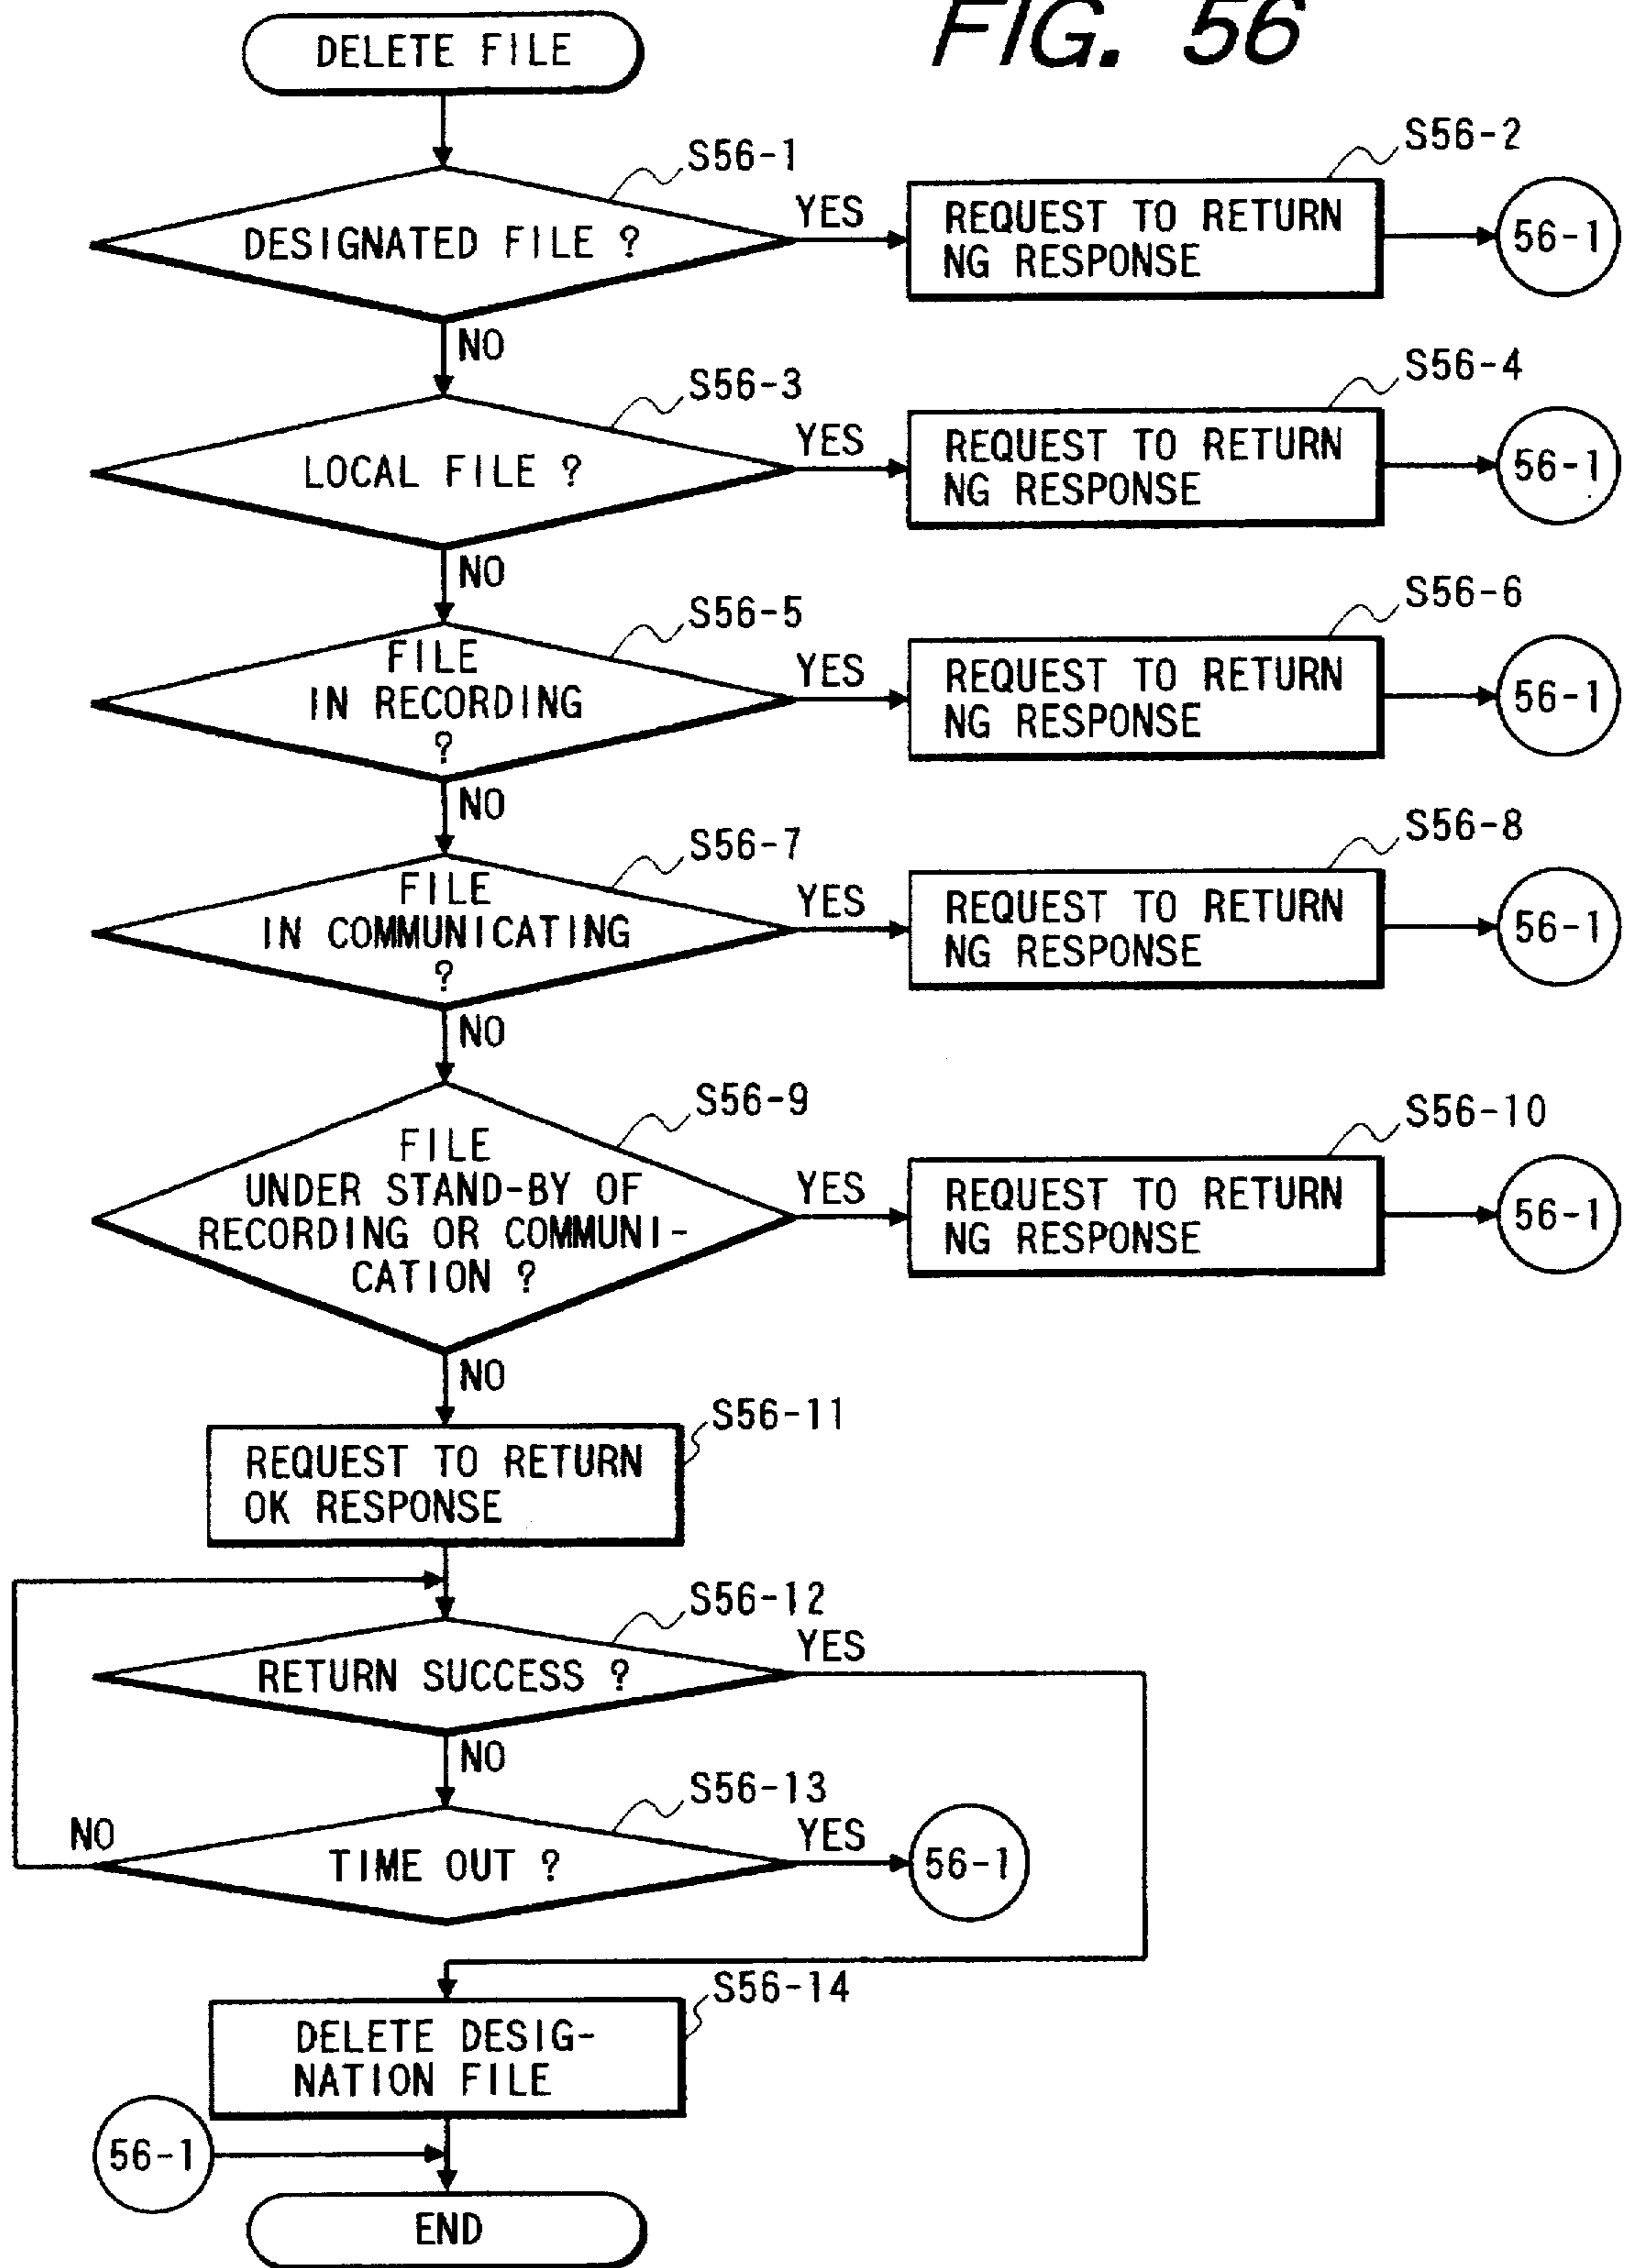 FIG. 56
DELETE FILE
S56-1
DESIGNATED FILE ?
YES
S56-2
REQUEST TO RETURN
NG RESPONSE
56-1
NO
S56-3
LOCAL FILE ?
YES
S56-4
REQUEST TO RETURN
NG RESPONSE
56-1
NO
S56-5
FILE
IN RECORDING
?
YES
S56-6
REQUEST TO RETURN
NG RESPONSE
56-1
NO
S56-7
FILE
IN COMMUNICATING
?
YES
S56-8
REQUEST TO RETURN
NG RESPONSE
56-1
NO
S56-9
FILE
UNDER STAND-BY OF
RECORDING OR COMMUNI-
CATION ?
YES
S56-10
REQUEST TO RETURN
NG RESPONSE
56-1
NO
S56-11
REQUEST TO RETURN
OK RESPONSE
S56-12
RETURN SUCCESS ?
YES
NO
S56-13
TIME OUT ?
NO
YES
56-1
S56-14
DELETE DESIG-
NATION FILE
56-1
END